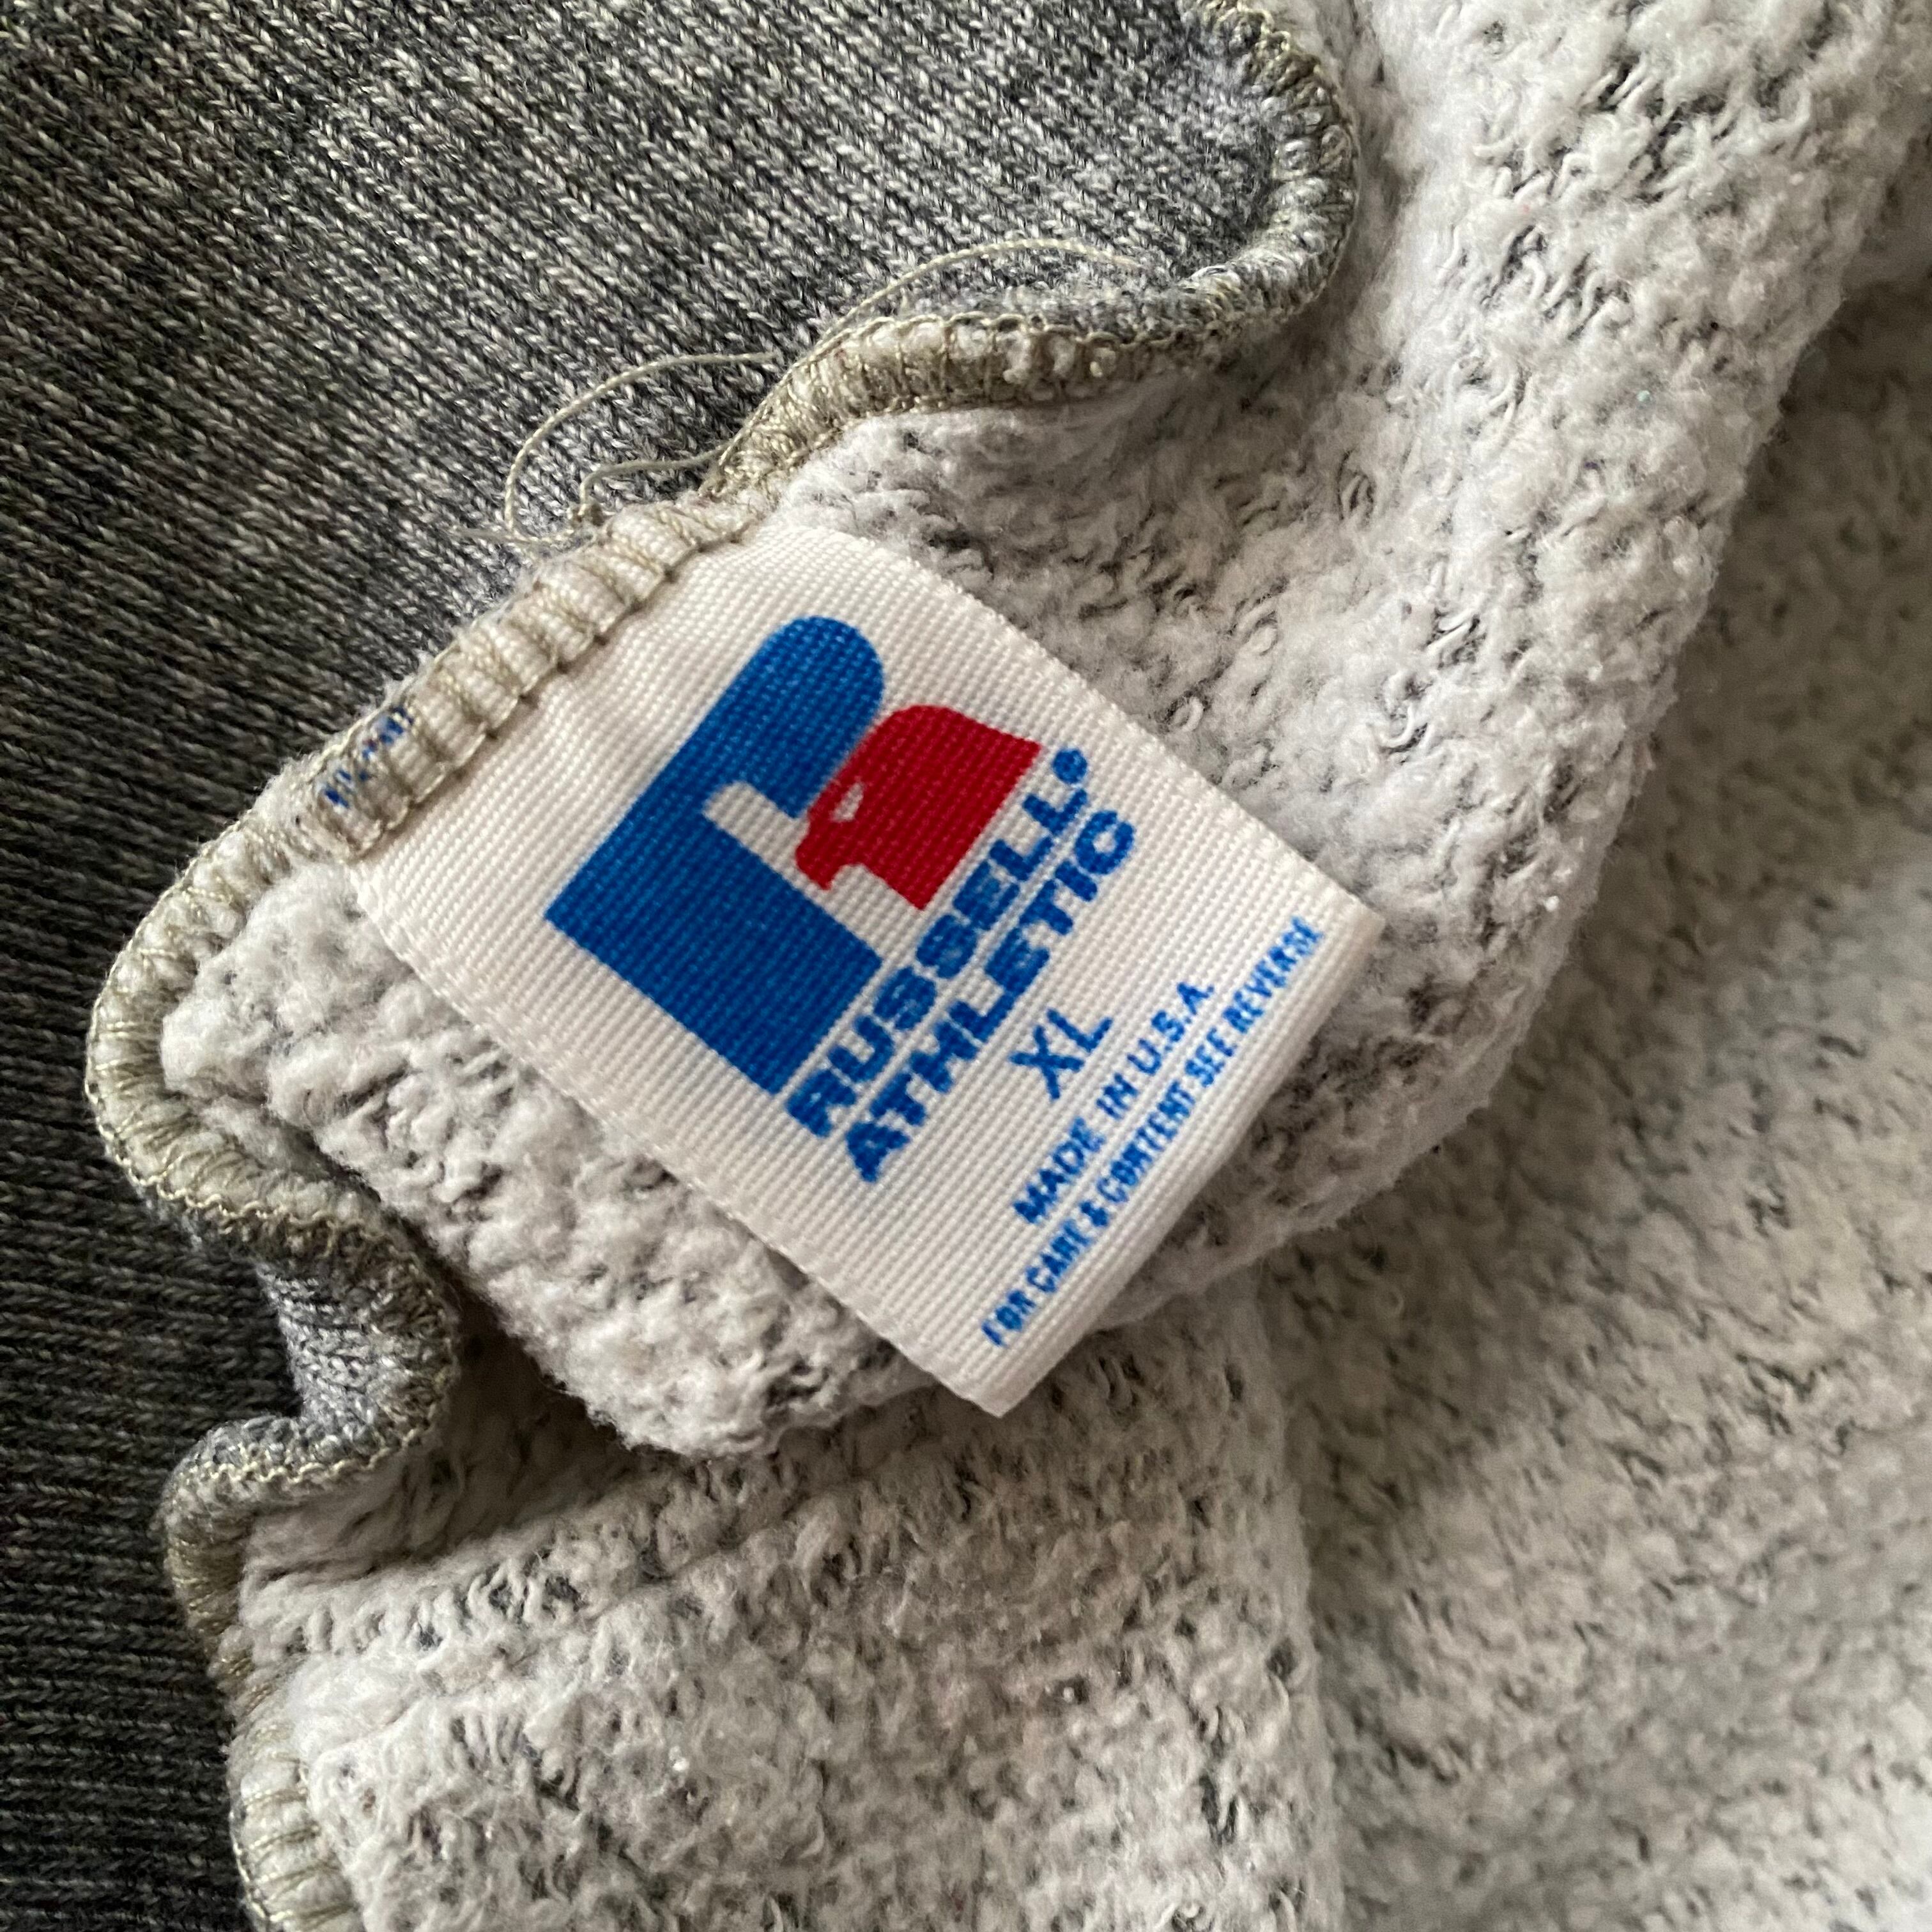 RUSSELL®
ATHLETIC
XL
MADE IN U.S.A.
FOR CARE & CONTENT SEE REVERSE